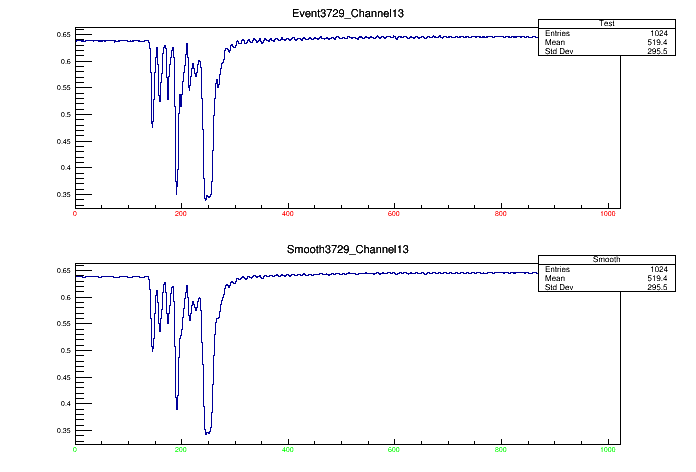 Event3729_Channel13
Test
Entries 1024
Mean 519.4
Std Dev 295.5
0.65
0.6
0.55
0.5
0.45
0.4
0.35
0 200 400 600 800 1000
Smooth3729_Channel13
Smooth
Entries 1024
Mean 519.4
Std Dev 295.5
0.65
0.6
0.55
0.5
0.45
0.4
0.35
0 200 400 600 800 1000